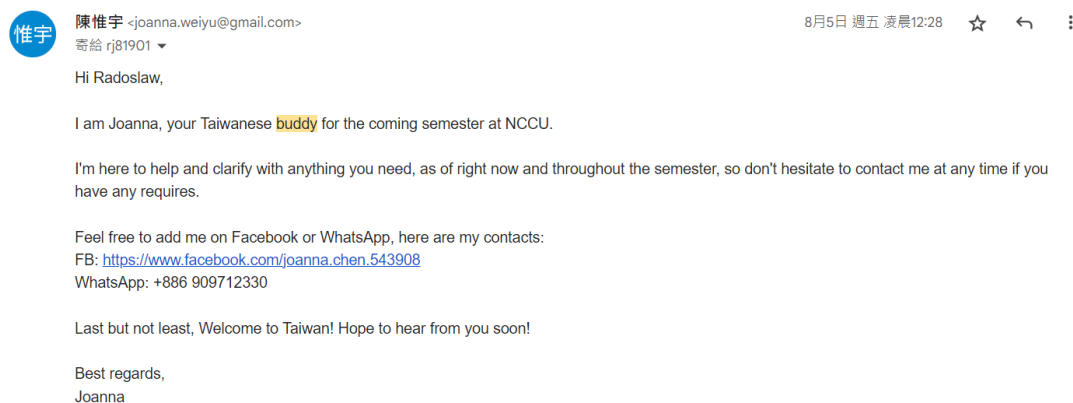 惟宇
陳惟宇 <joanna.weiyu@gmail.com>
8月5日 週五 凌晨12:28
寄給 rj81901
Hi Radoslaw,
I am Joanna, your Taiwanese buddy for the coming semester at NCCU.
I'm here to help and clarify with anything you need, as of right now and throughout the semester, so don't hesitate to contact me at any time if you
have any requires.
Feel free to add me on Facebook or WhatsApp, here are my contacts:
FB: https://www.facebook.com/joanna.chen.543908
WhatsApp: +886 909712330
Last but not least, Welcome to Taiwan! Hope to hear from you soon!
Best regards,
Joanna